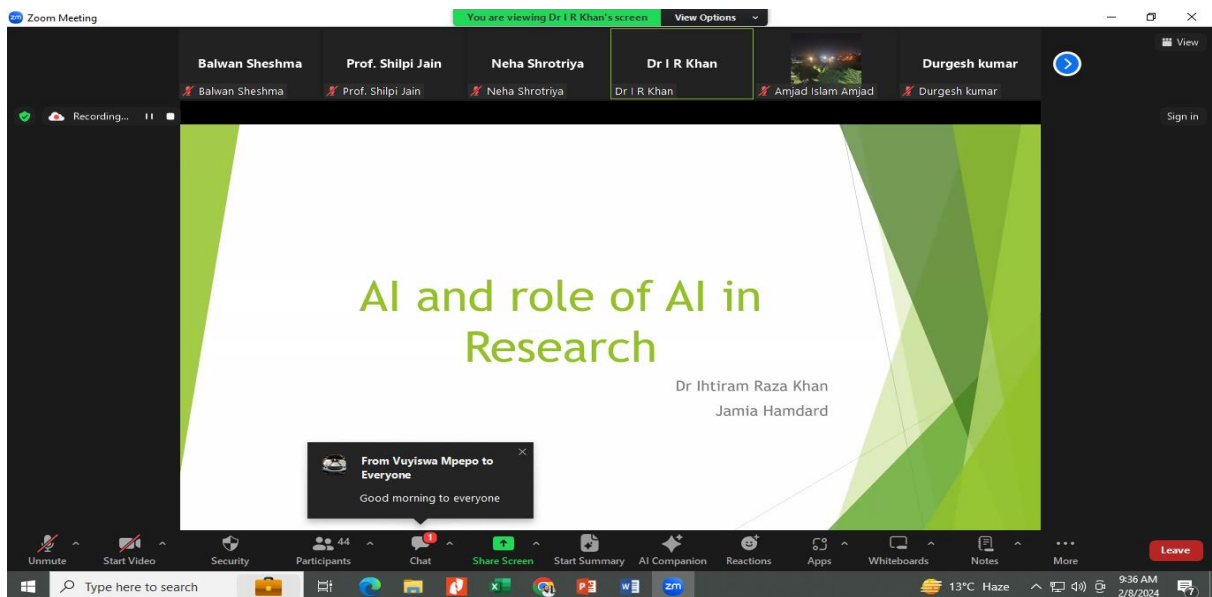 Zoom Meeting
You are viewing Dr I R Khan's screen View Options
View
Balwan Sheshma Prof. Shilpi Jain Neha Shrotriya Dr I R Khan Durgesh kumar
Balwan Sheshma Prof. Shilpi Jain Neha Shrotriya Dr I R Khan Amjad Islam Amjad Durgesh kumar
Recording... Sign in
AI and role of AI in
Research
Dr Ihtiram Raza Khan
Jamia Hamdard
From Vuyiswa Mpepo to
Everyone
Good morning to everyone
44 1
Unmute Start Video Security Participants Chat Share Screen Start Summary AI Companion Reactions Apps Whiteboards Notes More Leave
Type here to search 13°C Haze 9:36 AM
2/8/2024 7